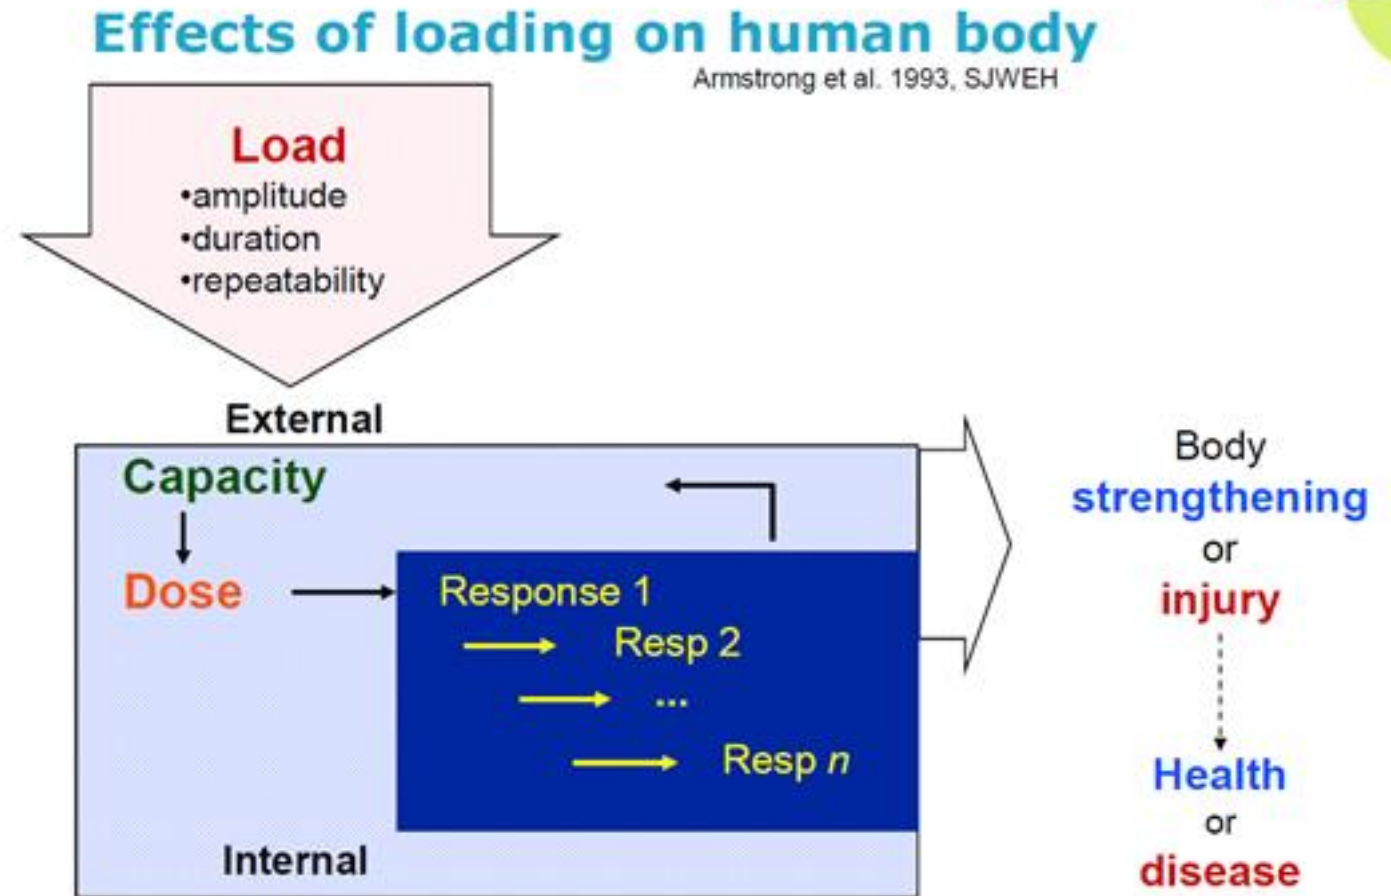 Effects of loading on human body
Armstrong et al. 1993, SJWEH
Load
•amplitude
•duration
•repeatability
External
Capacity
Dose
Response 1
Resp 2
...
Resp n
Internal
Body
strengthening
or
injury
Health
or
disease